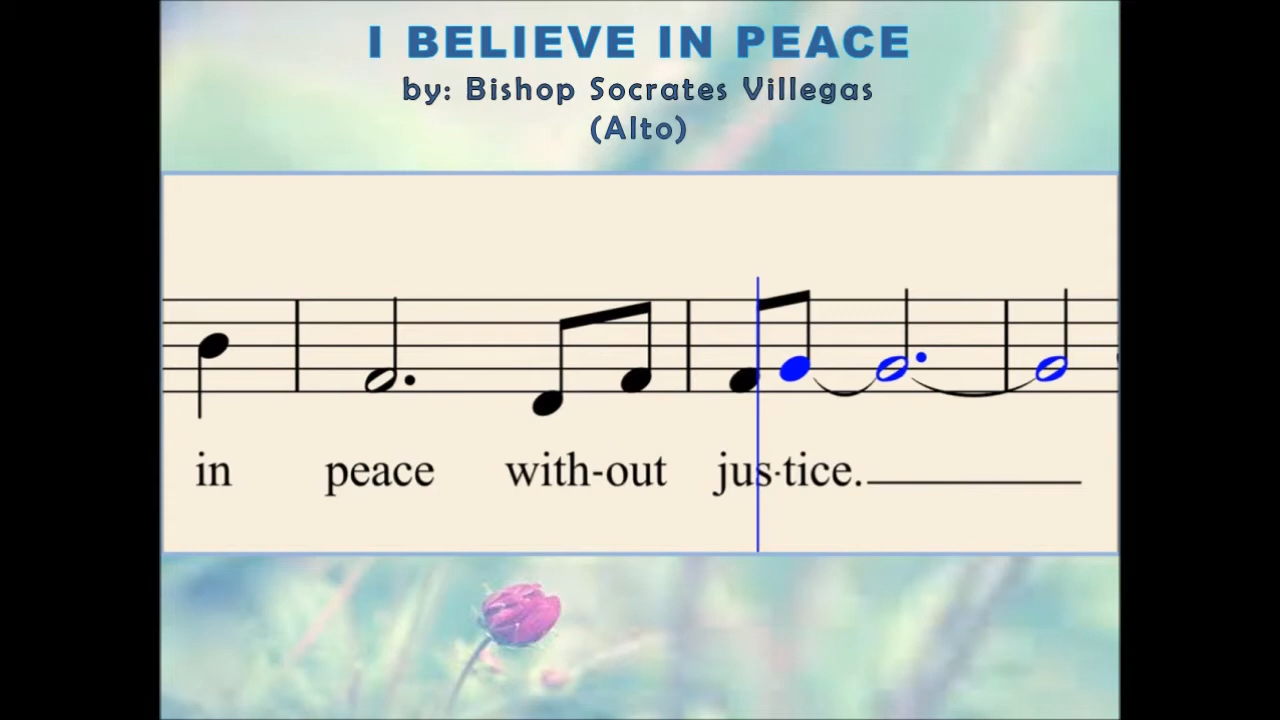 I BELIEVE IN PEACE
by: Bishop Socrates Villegas
(Alto)
in peace with-out jus-tice.